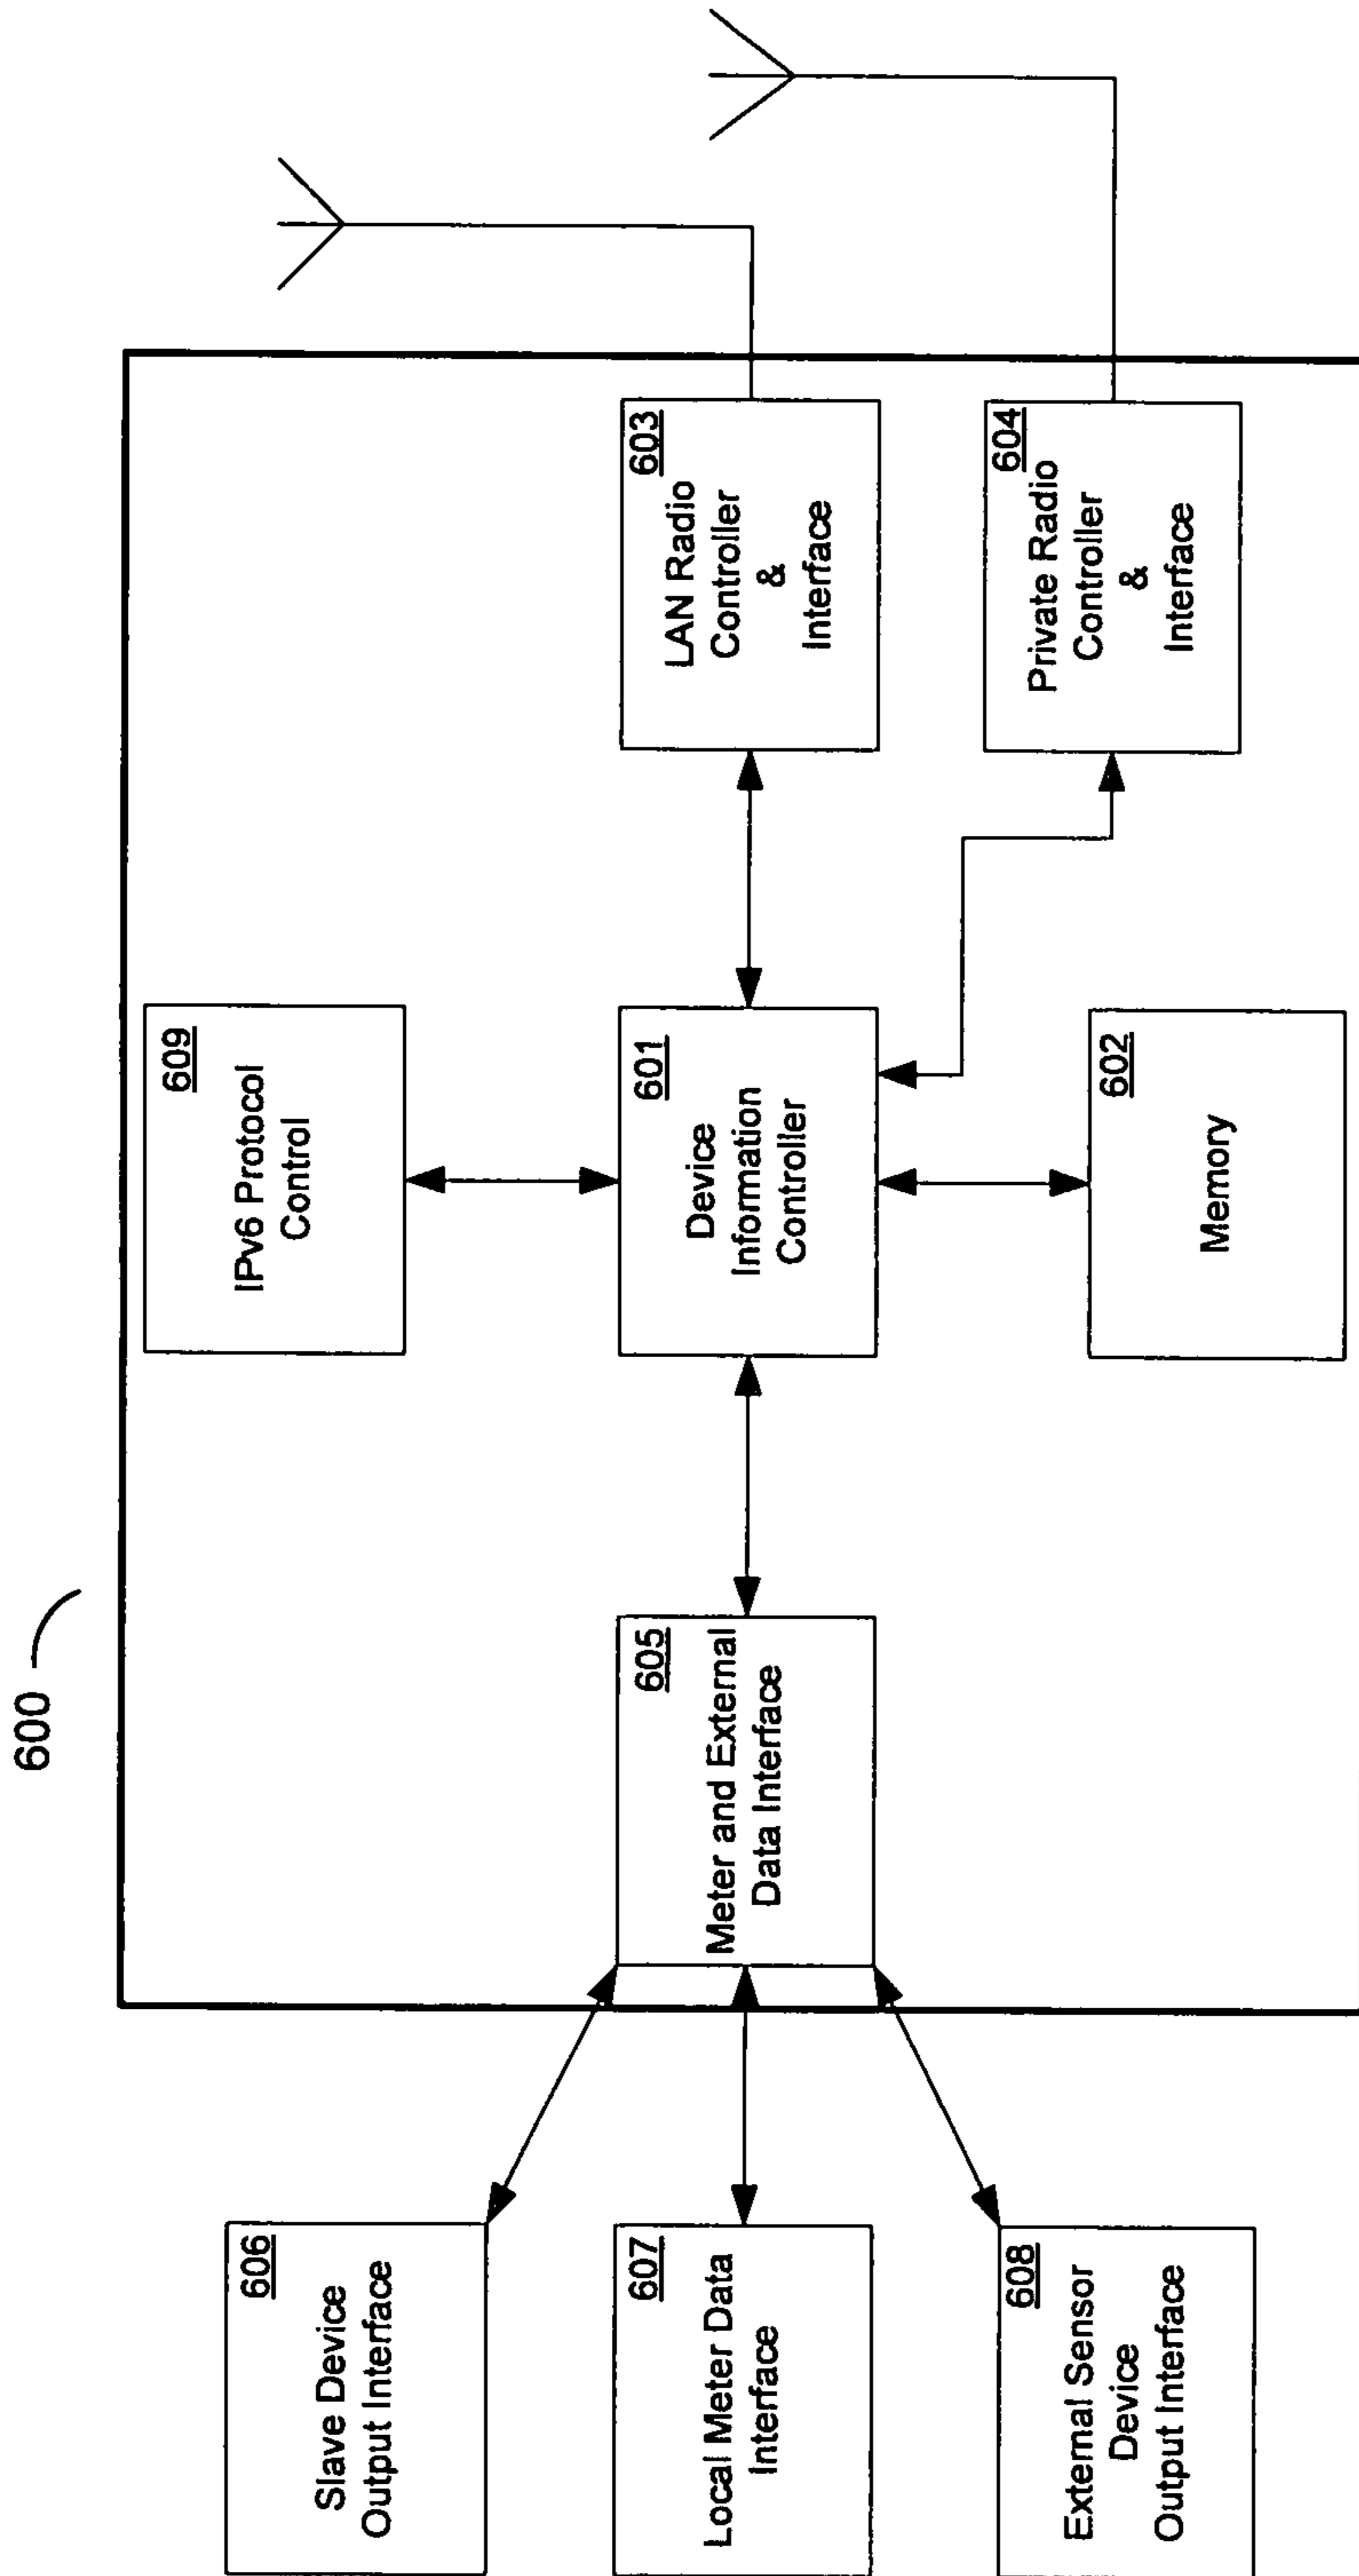 600
609
IPv6 Protocol
Control
606
Slave Device
Output Interface
605
Meter and External
Data Interface
601
Device
Information
Controller
603
LAN Radio
Controller
&
Interface
607
Local Meter Data
Interface
604
Private Radio
Controller
&
Interface
608
External Sensor
Device
Output Interface
602
Memory